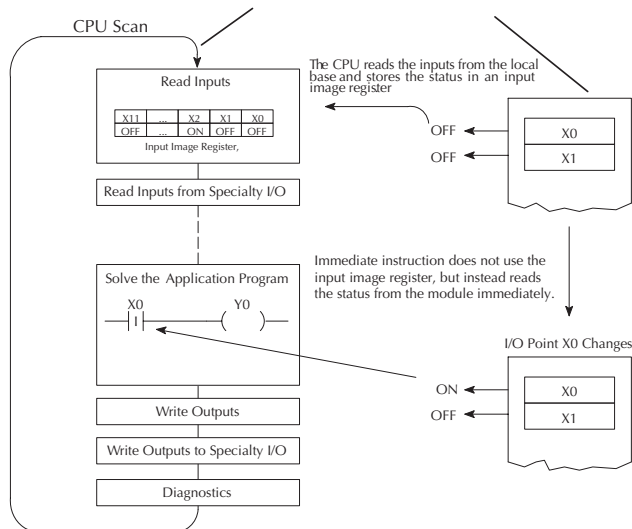 CPU Scan
The CPU reads the inputs from the local
base and stores the status in an input
image register
Read Inputs
X11 ... X2 X1 X0
OFF ... ON OFF OFF
Input Image Register,
OFF X0
OFF X1
Read Inputs from Specialty I/O
Solve the Application Program
X0 Y0
I
Immediate instruction does not use the
input image register, but instead reads
the status from the module immediately.
I/O Point X0 Changes
ON X0
OFF X1
Write Outputs
Write Outputs to Specialty I/O
Diagnostics